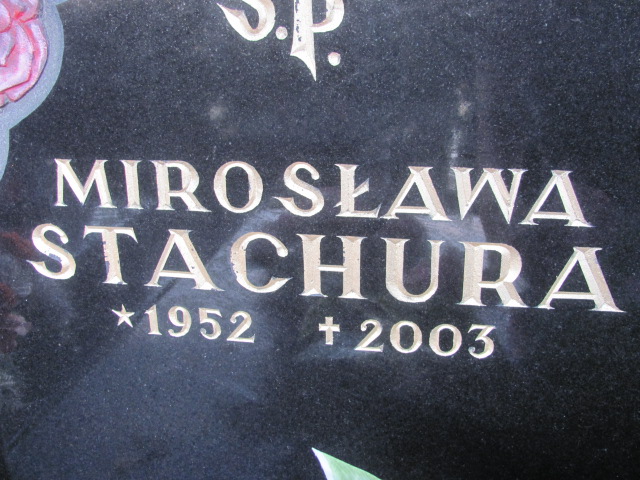 Ś.P.
MIROSŁAWA
STACHURA
★1952 ✝2003